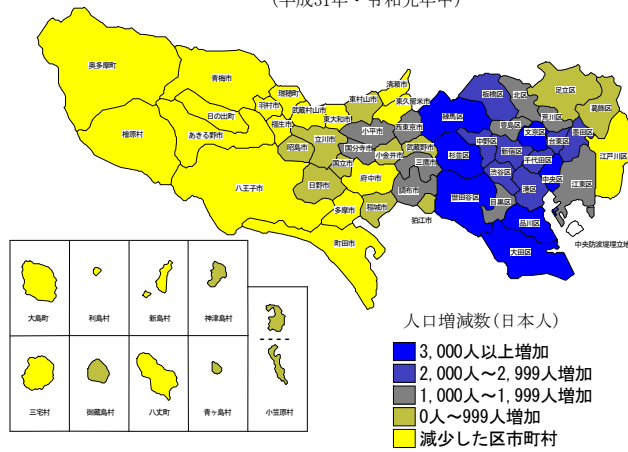 (平成31年・令和元年中)
奥多摩町
青梅市
瑞穂町
清瀬市
東村山市
東久留米市
羽村市
武蔵村山市
東大和市
日の出町
福生市
檜原村
あきる野市
昭島市
立川市
小平市
西東京市
国分寺市
小金井市
武蔵野市
国立市
三鷹市
八王子市
日野市
府中市
調布市
多摩市
稲城市
狛江市
町田市
板橋区
北区
足立区
葛飾区
練馬区
豊島区
荒川区
文京区
台東区
墨田区
中野区
新宿区
杉並区
千代田区
江戸川区
渋谷区
中央区
江東区
世田谷区
目黒区
港区
品川区
大田区
中央防波堤埋立地
大島町
利島村
新島村
神津島村
三宅村
御蔵島村
八丈町
青ヶ島村
小笠原村
人口増減数(日本人)
3,000人以上増加
2,000人〜2,999人増加
1,000人〜1,999人増加
0人〜999人増加
減少した区市町村